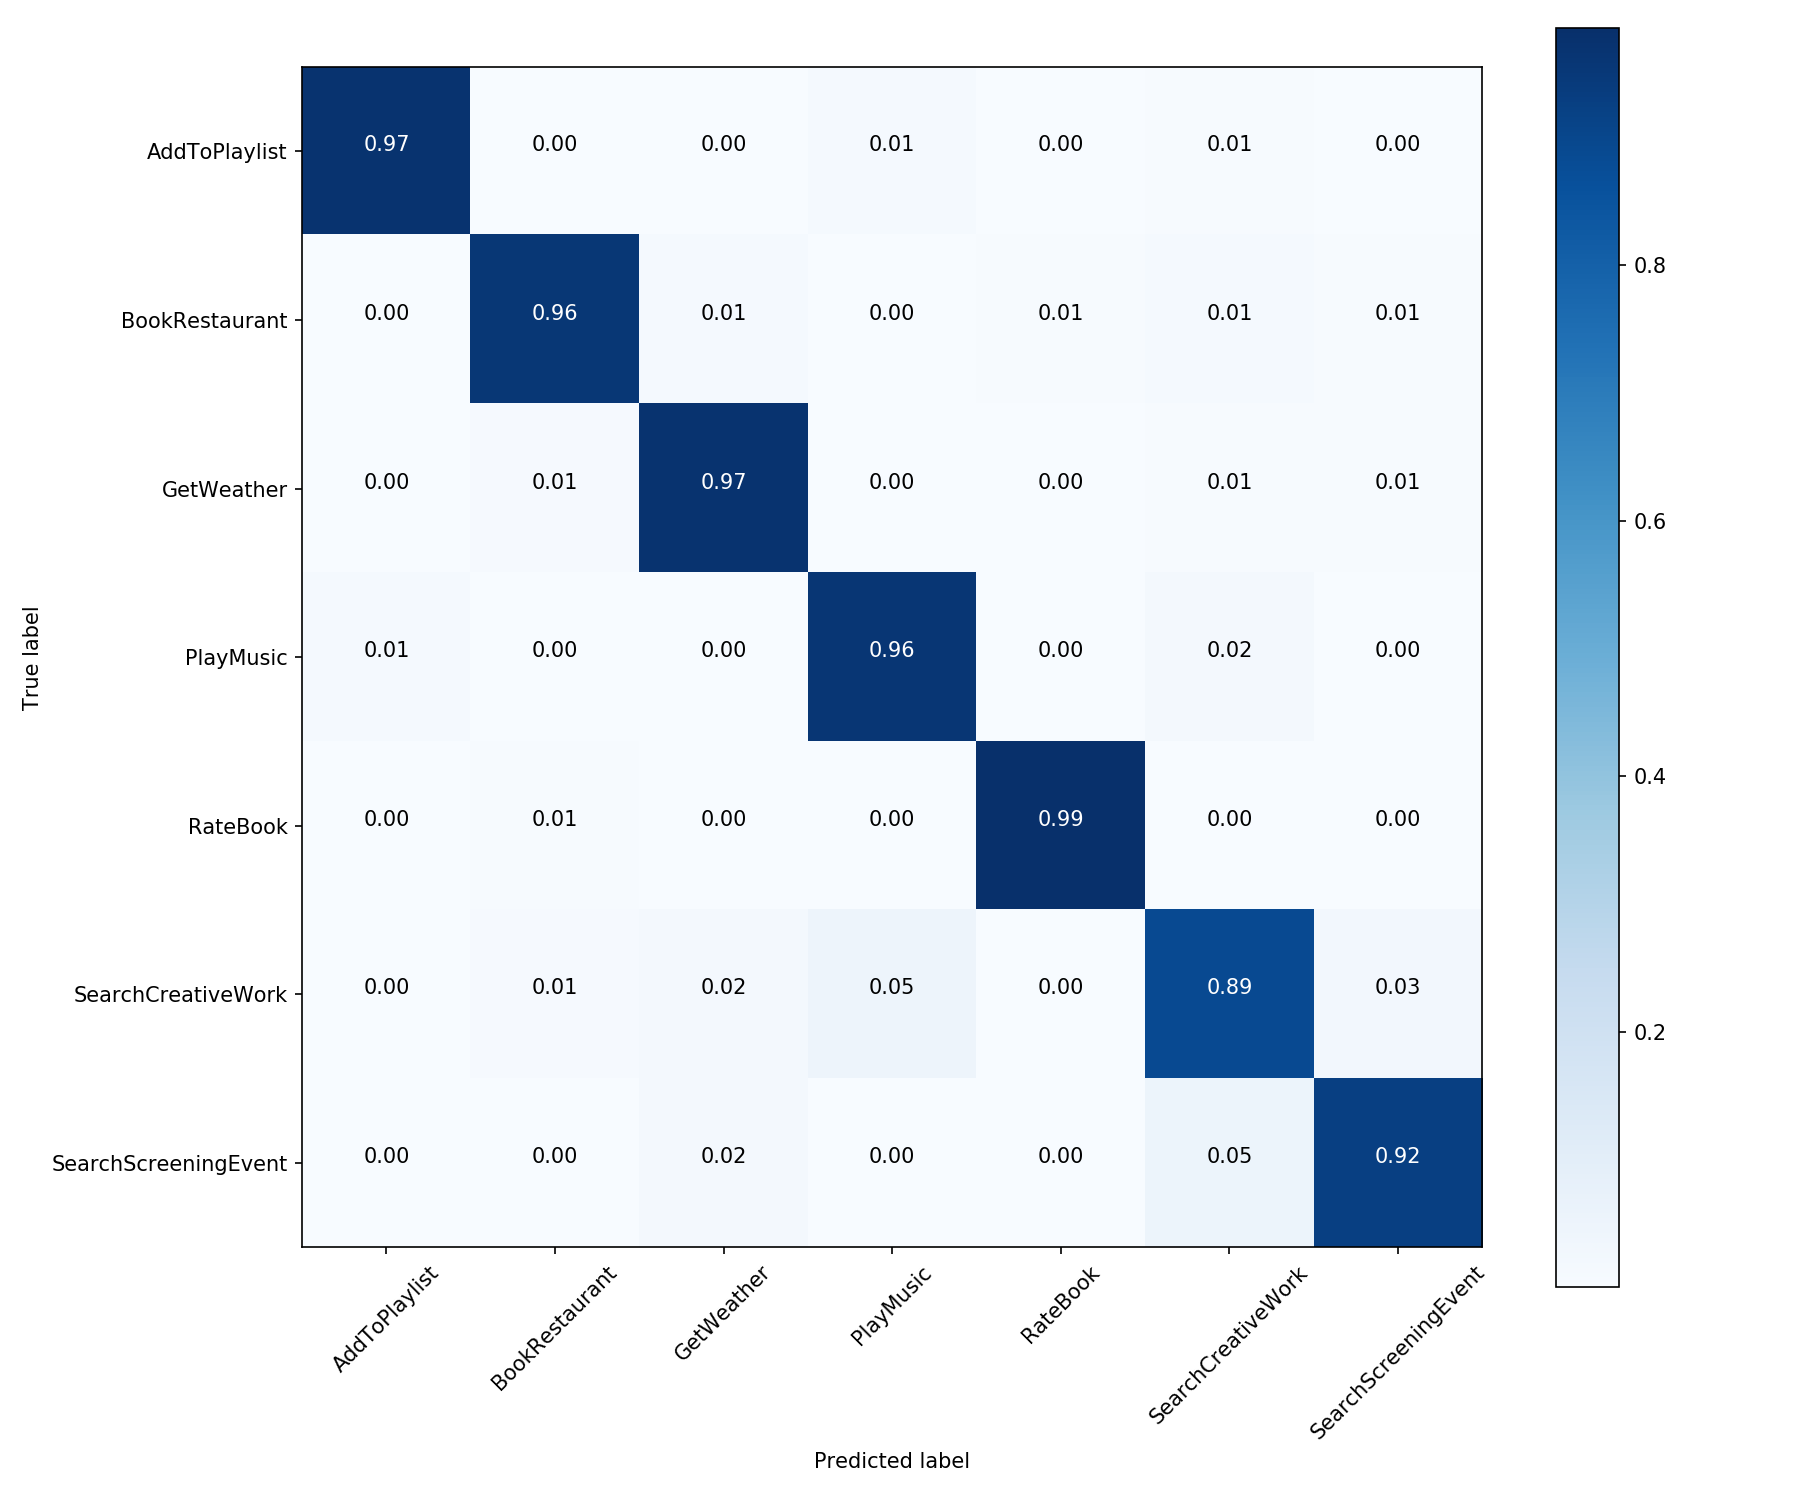 AddToPlaylist 0.97 0.00 0.00 0.01 0.00 0.01 0.00
BookRestaurant 0.00 0.96 0.01 0.00 0.01 0.01 0.01
GetWeather 0.00 0.01 0.97 0.00 0.00 0.01 0.01
PlayMusic 0.01 0.00 0.00 0.96 0.00 0.02 0.00
RateBook 0.00 0.01 0.00 0.00 0.99 0.00 0.00
SearchCreativeWork 0.00 0.01 0.02 0.05 0.00 0.89 0.03
SearchScreeningEvent 0.00 0.00 0.02 0.00 0.00 0.05 0.92
True label
AddToPlaylist
BookRestaurant
GetWeather
PlayMusic
RateBook
SearchCreativeWork
SearchScreeningEvent
Predicted label
0.8
0.6
0.4
0.2